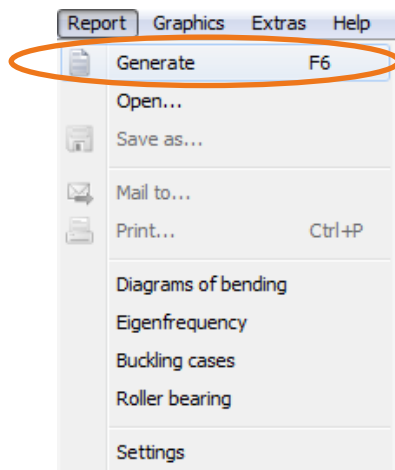 Report Graphics Extras Help
Generate F6
Open...
Save as...
Mail to...
Print... Ctrl+P
Diagrams of bending
Eigenfrequency
Buckling cases
Roller bearing
Settings